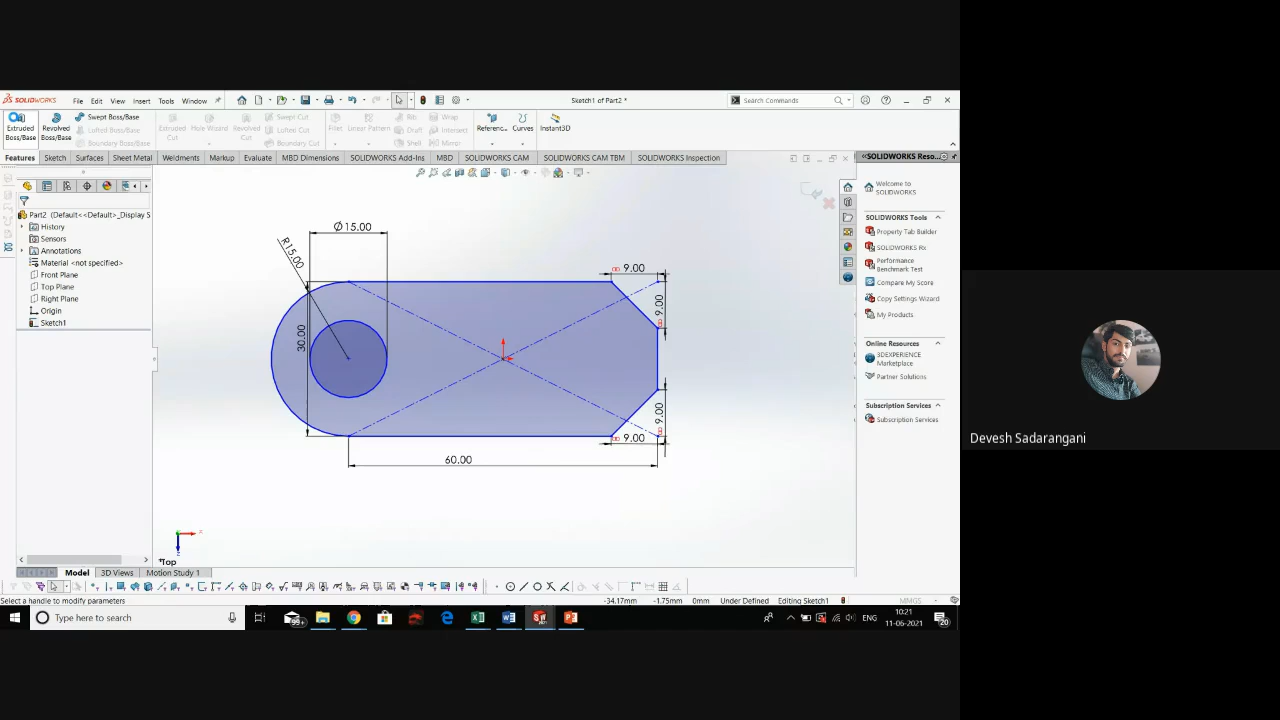 SOLIDWORKS File Edit View Insert Tools Window Sketch1 of Part2 * Search Commands
Extruded Boss/Base Revolved Boss/Base Swept Boss/Base Lofted Boss/Base Boundary Boss/Base Extruded Cut Hole Wizard Revolved Cut Swept Cut Lofted Cut Boundary Cut Fillet Linear Pattern Rib Draft Shell Wrap Intersect Mirror Referenc... Curves Instant3D
Features Sketch Surfaces Sheet Metal Weldments Markup Evaluate MBD Dimensions SOLIDWORKS Add-Ins MBD SOLIDWORKS CAM SOLIDWORKS CAM TBM SOLIDWORKS Inspection
SOLIDWORKS Reso...
Welcome to
SOLIDWORKS
SOLIDWORKS Tools
Property Tab Builder
SOLIDWORKS Rx
Performance
Benchmark Test
Compare My Score
Copy Settings Wizard
My Products
Online Resources
3DEXPERIENCE
Marketplace
Partner Solutions
Subscription Services
Subscription Services
Part2 (Default<<Default>_Display S
History
Sensors
Annotations
Material <not specified>
Front Plane
Top Plane
Right Plane
Origin
Sketch1
Ø15.00
R15.00
9.00
9.00
30.00
9.00
9.00
60.00
*Top
Model 3D Views Motion Study 1
Select a handle to modify parameters -34.17mm -1.75mm 0mm Under Defined Editing Sketch1 MMGS
Type here to search
99+
ENG
10:21
11-06-2021
20
Devesh Sadarangani